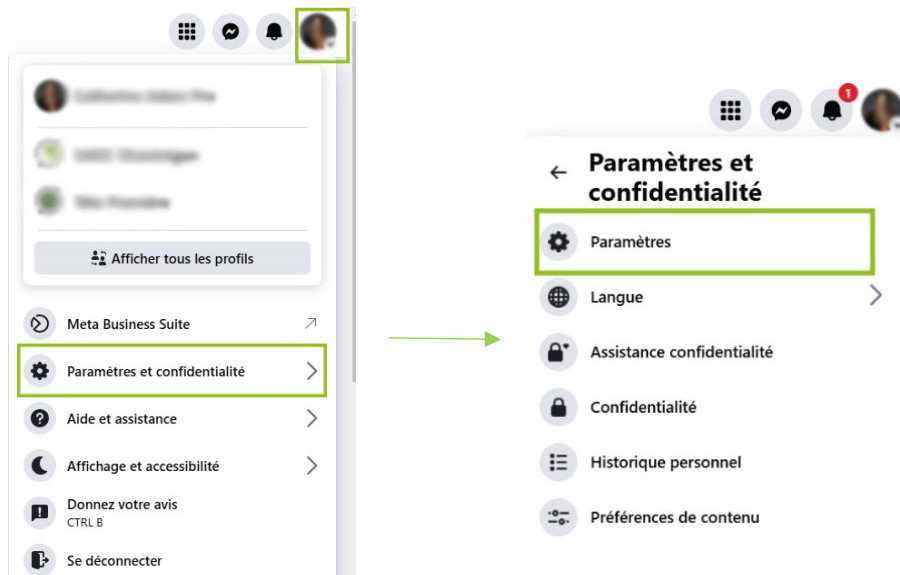 Afficher tous les profils
Meta Business Suite
Paramètres et confidentialité
Aide et assistance
Affichage et accessibilité
Donnez votre avis
CTRL B
Se déconnecter
1
Paramètres et
confidentialité
Paramètres
Langue
Assistance confidentialité
Confidentialité
Historique personnel
Préférences de contenu